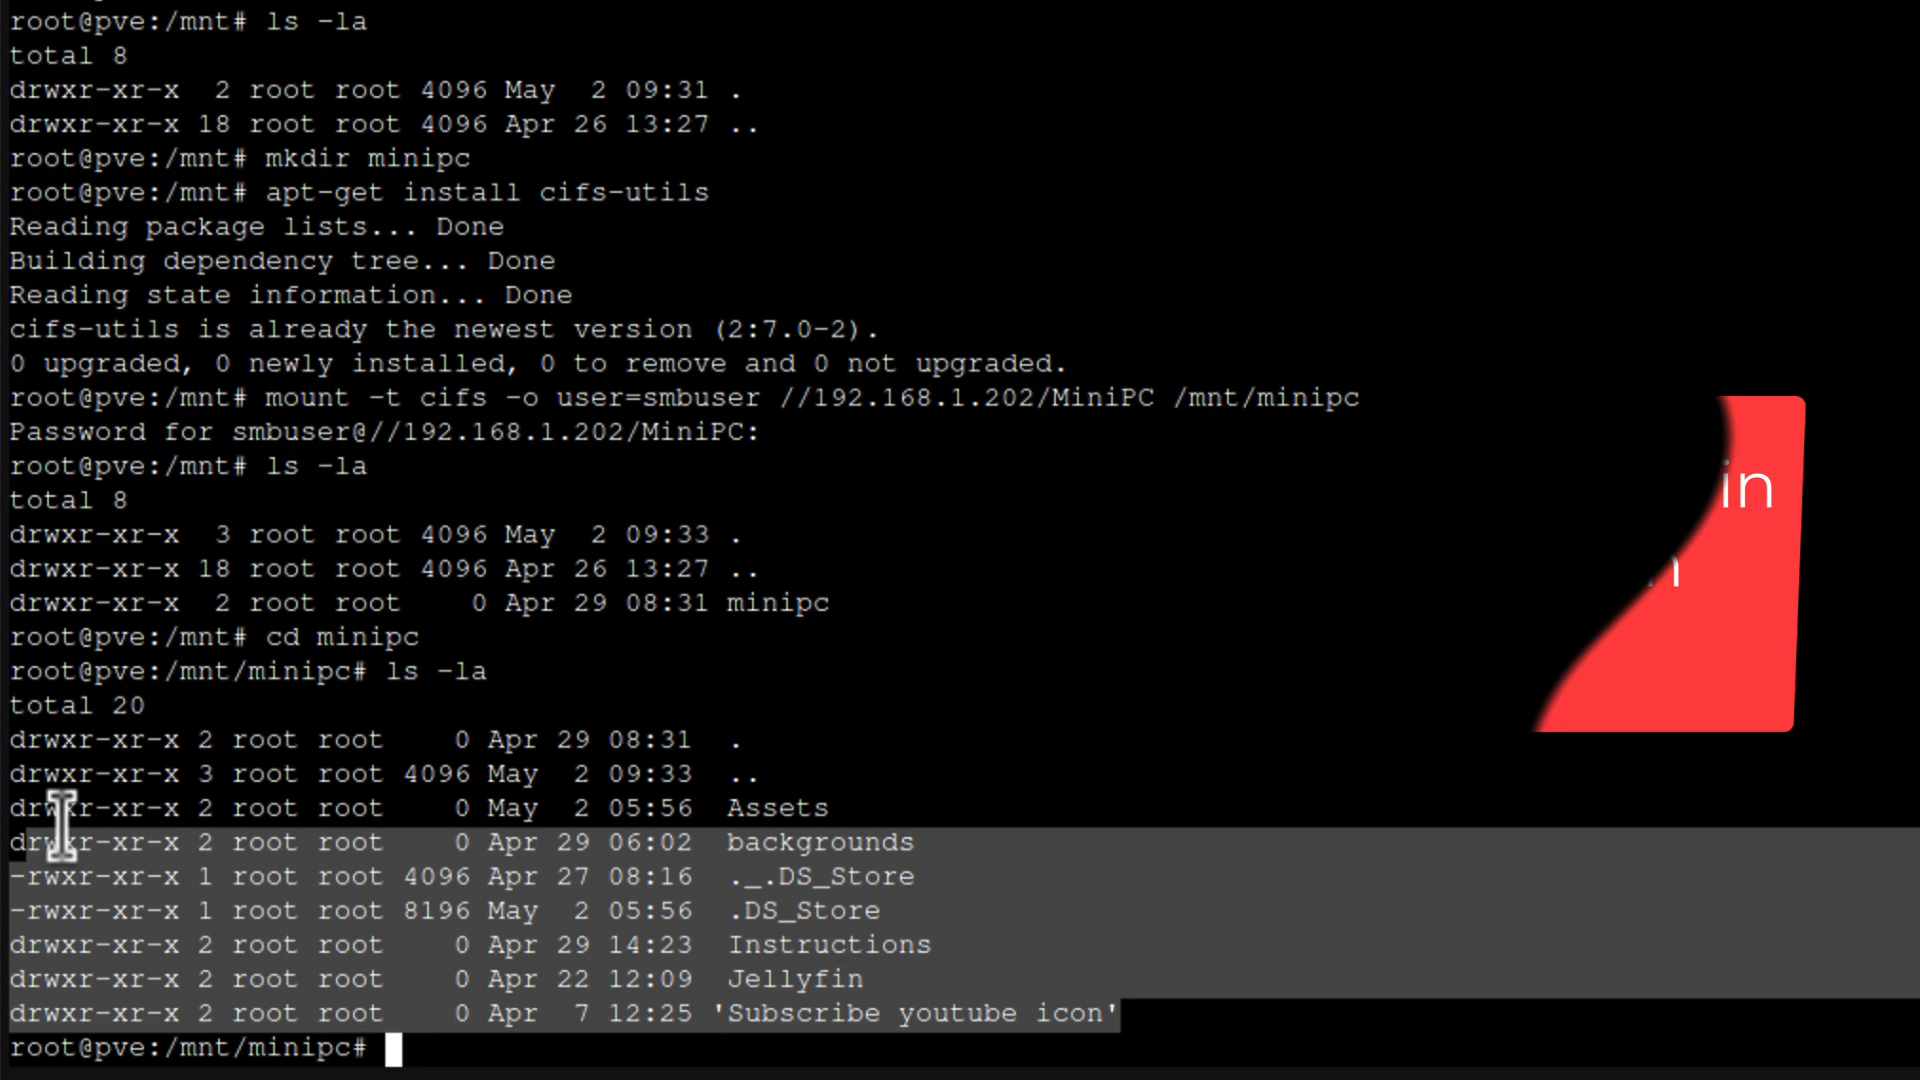 root@pve:/mnt# ls -la
total 8
drwxr-xr-x  2 root root 4096 May  2 09:31 .
drwxr-xr-x 18 root root 4096 Apr 26 13:27 ..
root@pve:/mnt# mkdir minipc
root@pve:/mnt# apt-get install cifs-utils
Reading package lists... Done
Building dependency tree... Done
Reading state information... Done
cifs-utils is already the newest version (2:7.0-2).
0 upgraded, 0 newly installed, 0 to remove and 0 not upgraded.
root@pve:/mnt# mount -t cifs -o user=smbuser //192.168.1.202/MiniPC /mnt/minipc
Password for smbuser@//192.168.1.202/MiniPC:
root@pve:/mnt# ls -la
total 8
drwxr-xr-x  3 root root 4096 May  2 09:33 .
drwxr-xr-x 18 root root 4096 Apr 26 13:27 ..
drwxr-xr-x  2 root root    0 Apr 29 08:31 minipc
root@pve:/mnt# cd minipc
root@pve:/mnt/minipc# ls -la
total 20
drwxr-xr-x 2 root root    0 Apr 29 08:31  .
drwxr-xr-x 3 root root 4096 May  2 09:33  ..
drwxr-xr-x 2 root root    0 May  2 05:56  Assets
drwxr-xr-x 2 root root    0 Apr 29 06:02  backgrounds
-rwxr-xr-x 1 root root 4096 Apr 27 08:16  ._.DS_Store
-rwxr-xr-x 1 root root 8196 May  2 05:56  .DS_Store
drwxr-xr-x 2 root root    0 Apr 29 14:23  Instructions
drwxr-xr-x 2 root root    0 Apr 22 12:09  Jellyfin
drwxr-xr-x 2 root root    0 Apr  7 12:25 'Subscribe youtube icon'
root@pve:/mnt/minipc#
in